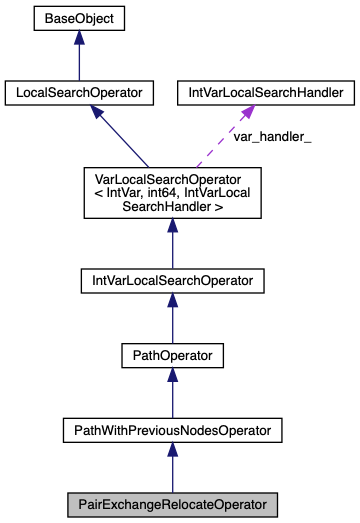 BaseObject
LocalSearchOperator
IntVarLocalSearchHandler
var_handler_
VarLocalSearchOperator
< IntVar, int64, IntVarLocal
SearchHandler >
IntVarLocalSearchOperator
PathOperator
PathWithPreviousNodesOperator
PairExchangeRelocateOperator